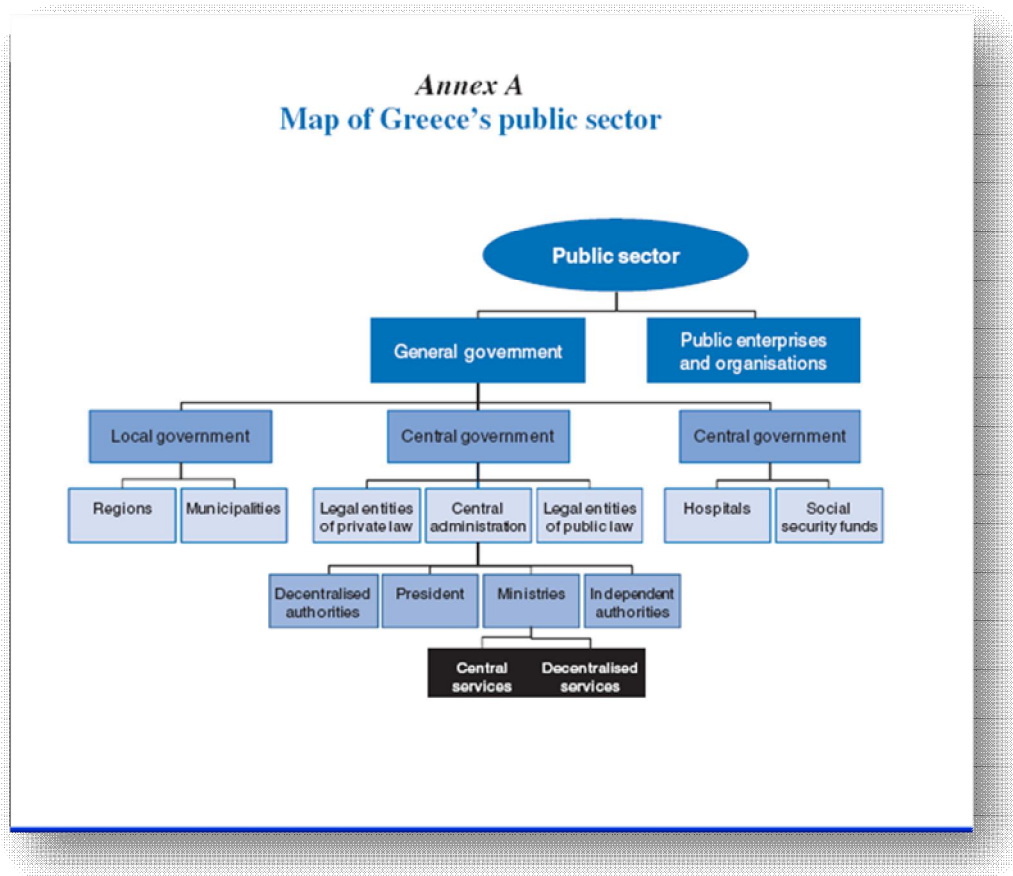 Annex A
Map of Greece's public sector
Public sector
General government
Public enterprises
and organisations
Local government
Central government
Central government
Regions
Municipalities
Legal entities
of private law
Central
administration
Legal entities
of public law
Hospitals
Social
security funds
Decentralised
authorities
President
Ministries
Independent
authorities
Central
services
Decentralised
services